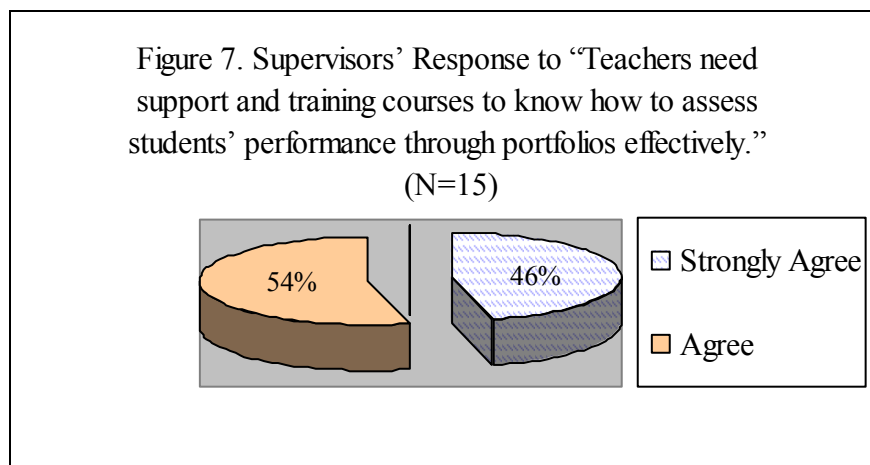 Figure 7. Supervisors’ Response to “Teachers need
support and training courses to know how to assess
students’ performance through portfolios effectively.”
(N=15)
54%
46%
Strongly Agree
Agree